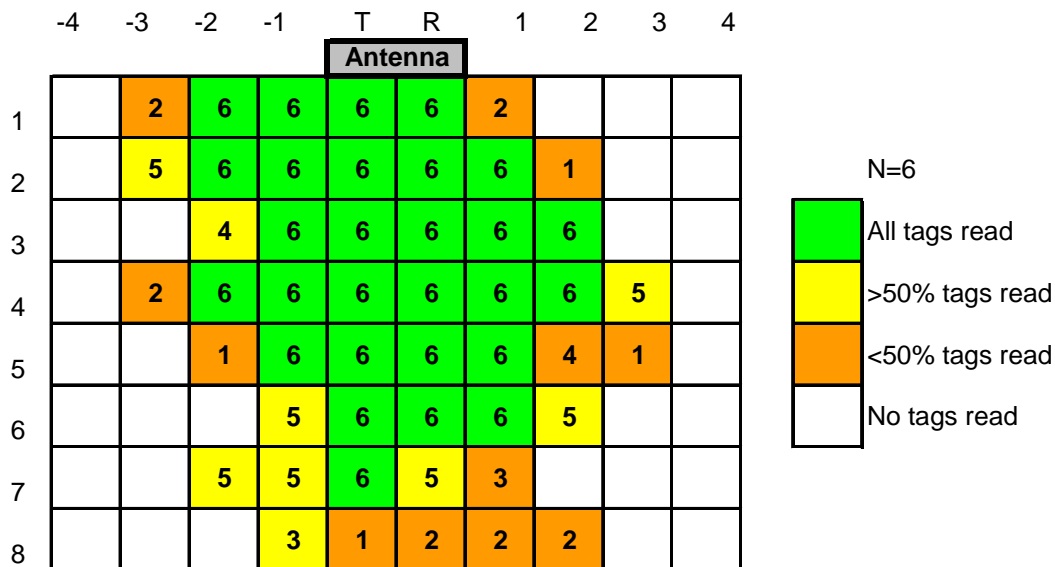 -4 -3 -2 -1 T R 1 2 3 4
Antenna
1 2 6 6 6 6 2
2 5 6 6 6 6 6 1 N=6
3 4 6 6 6 6 6 All tags read
4 2 6 6 6 6 6 6 5 >50% tags read
5 1 6 6 6 6 4 1 <50% tags read
6 5 6 6 6 5 No tags read
7 5 5 6 5 3
8 3 1 2 2 2